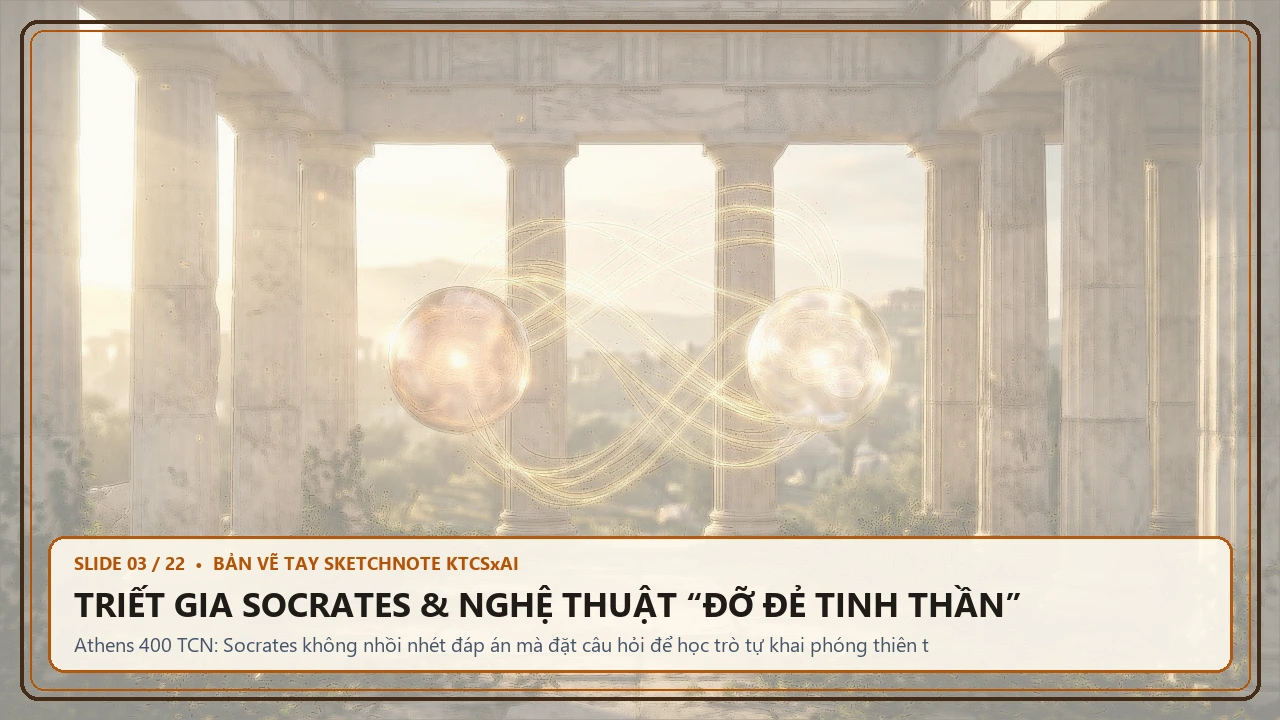 SLIDE 03 / 22 • BẢN VẼ TAY SKETCHNOTE KTCSxAI
TRIẾT GIA SOCRATES & NGHỆ THUẬT “ĐỠ ĐẺ TINH THẦN”
Athens 400 TCN: Socrates không nhồi nhét đáp án mà đặt câu hỏi để học trò tự khai phóng thiên t